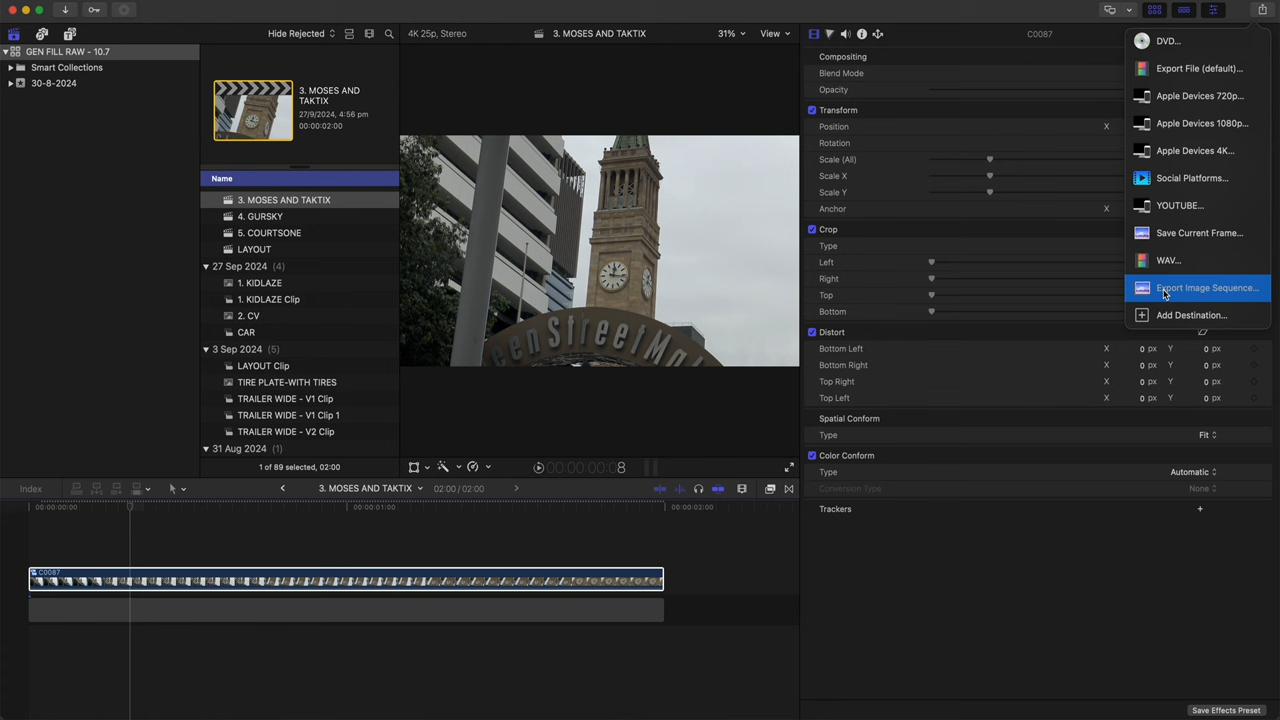 Hide Rejected
4K 25p, Stereo
3. MOSES AND TAKTIX
31%
View
C0087
GEN FILL RAW - 10.7
Smart Collections
30-8-2024
3. MOSES AND
TAKTIX
27/9/2024, 4:56 pm
00:00:02:00
Name
3. MOSES AND TAKTIX
4. GURSKY
5. COURTSONE
LAYOUT
27 Sep 2024 (4)
1. KIDLAZE
1. KIDLAZE Clip
2. CV
CAR
3 Sep 2024 (5)
LAYOUT Clip
TIRE PLATE-WITH TIRES
TRAILER WIDE - V1 Clip
TRAILER WIDE - V1 Clip 1
TRAILER WIDE - V2 Clip
31 Aug 2024 (1)
1 of 89 selected, 02:00
eenStreetMa
00:00:00:08
Compositing
Blend Mode
Opacity
Transform
Position X
Rotation
Scale (All)
Scale X
Scale Y
Anchor X
Crop
Type
Left
Right
Top
Bottom
Distort
Bottom Left X 0 px Y 0 px
Bottom Right X 0 px Y 0 px
Top Right X 0 px Y 0 px
Top Left X 0 px Y 0 px
Spatial Conform
Type Fit
Color Conform
Type Automatic
Conversion Type None
Trackers +
DVD...
Export File (default)...
Apple Devices 720p...
Apple Devices 1080p...
Apple Devices 4K...
Social Platforms...
YOUTUBE...
Save Current Frame...
WAV...
Export Image Sequence...
Add Destination...
Index
3. MOSES AND TAKTIX
02:00 / 02:00
00:00:00:00
00:00:01:00
00:00:02:00
C0087
Save Effects Preset